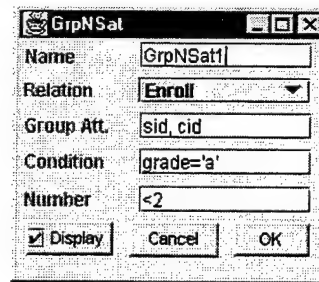 GrpNSat
Name GrpNSat1
Relation Enroll
Group Att. sid, cid
Condition grade='a'
Number <2
Display Cancel OK